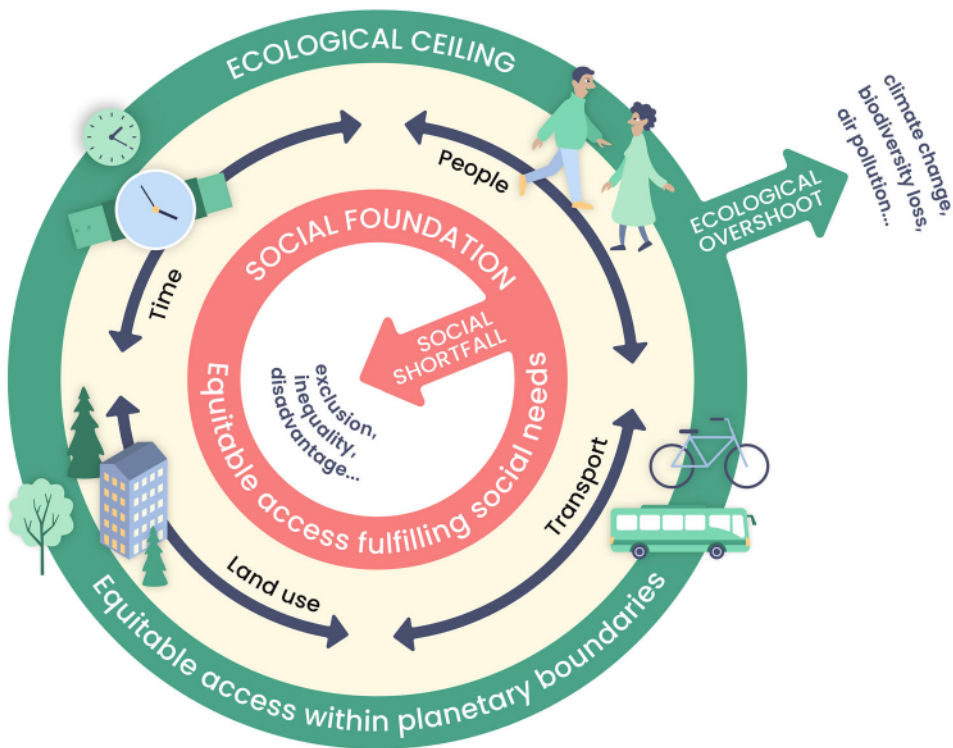 ECOLOGICAL CEILING
climate change,
biodiversity loss,
air pollution...
People
ECOLOGICAL
OVERSHOOT
SOCIAL FOUNDATION
Time
SOCIAL
SHORTFALL
exclusion,
inequality,
disadvantage...
Equitable access fulfilling social needs
Transport
Land use
Equitable access within planetary boundaries